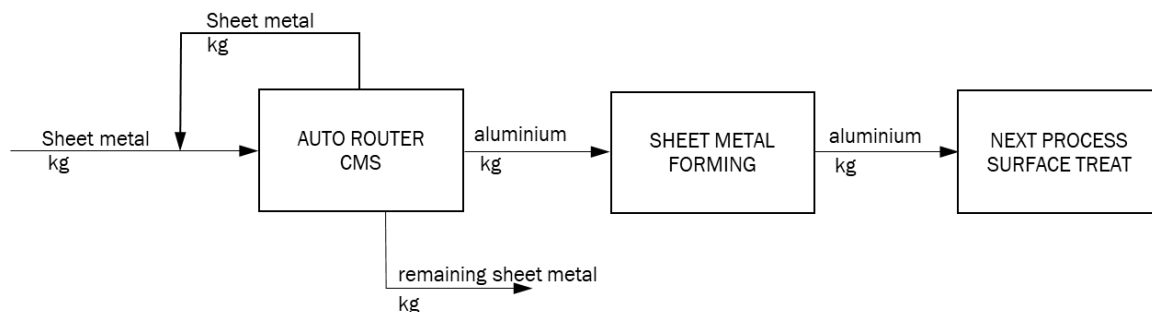 Sheet metal
kg
Sheet metal
kg
AUTO ROUTER
CMS
aluminium
kg
SHEET METAL
FORMING
aluminium
kg
NEXT PROCESS
SURFACE TREAT
remaining sheet metal
kg